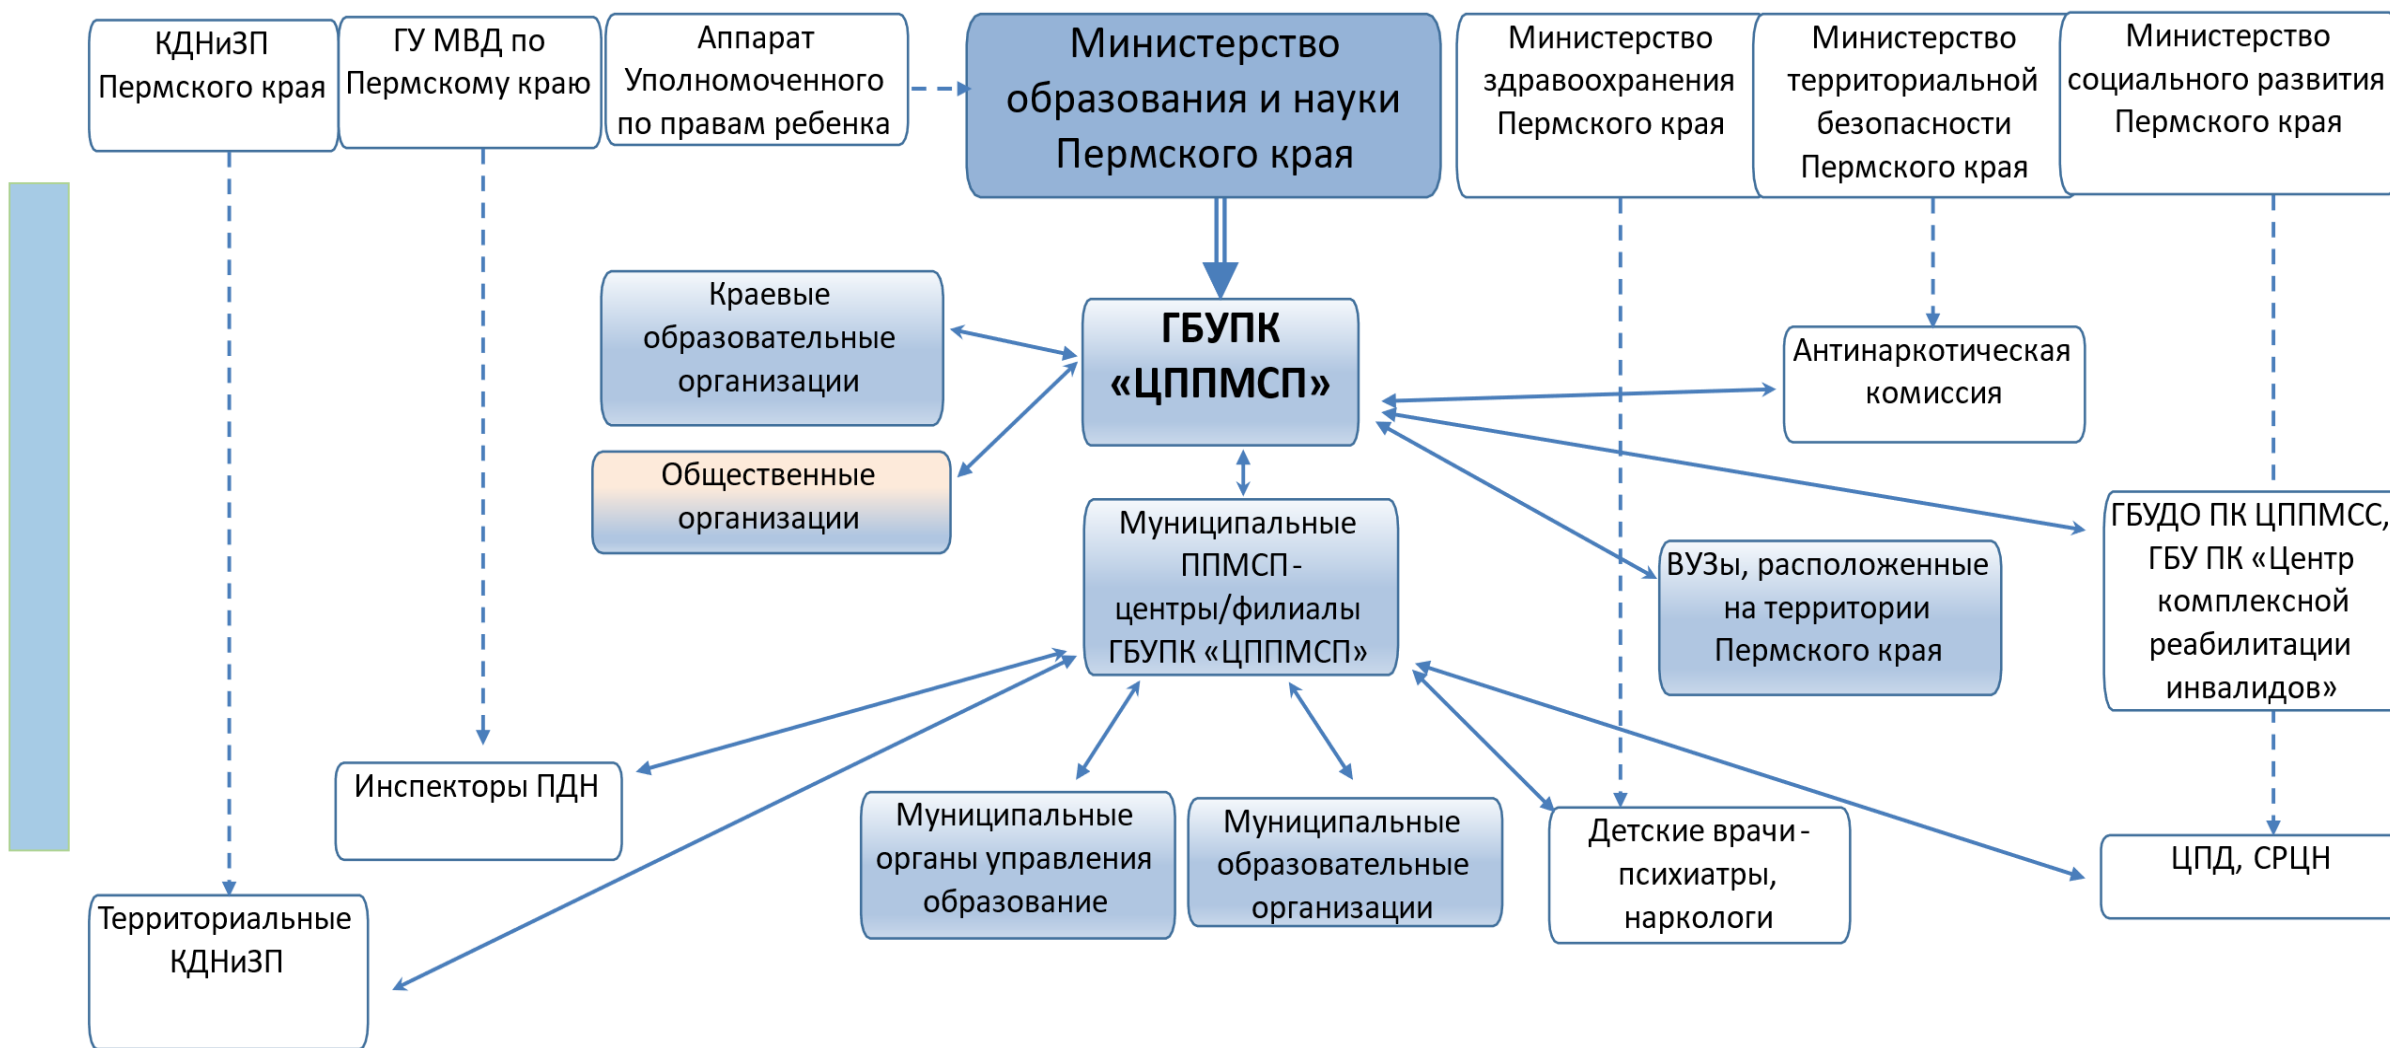 КДНиЗП
Пермского края
ГУ МВД по
Пермскому краю
Аппарат
Уполномоченного
по правам ребенка
Министерство
образования и науки
Пермского края
Министерство
здравоохранения
Пермского края
Министерство
территориальной
безопасности
Пермского края
Министерство
социального развития
Пермского края
Краевые
образовательные
организации
ГБУПК
«ЦППМСП»
Антинаркотическая
комиссия
Общественные
организации
Муниципальные
ППМСП-
центры/филиалы
ГБУПК «ЦППМСП»
ВУЗы, расположенные
на территории
Пермского края
ГБУДО ПК ЦППМСС,
ГБУ ПК «Центр
комплексной
реабилитации
инвалидов»
Инспекторы ПДН
Муниципальные
органы управления
образование
Муниципальные
образовательные
организации
Детские врачи-
психиатры,
наркологи
ЦПД, СРЦН
Территориальные
КДНиЗП